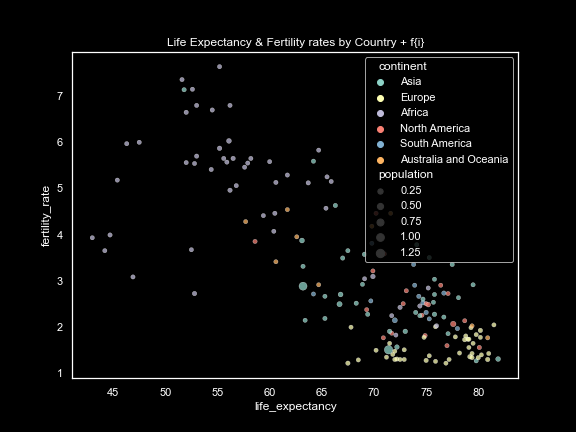 Life Expectancy & Fertility rates by Country + f{i}
continent
Asia
Europe
Africa
North America
South America
Australia and Oceania
population
0.25
0.50
0.75
1.00
1.25
fertility_rate
7
6
5
4
3
2
1
45 50 55 60 65 70 75 80
life_expectancy